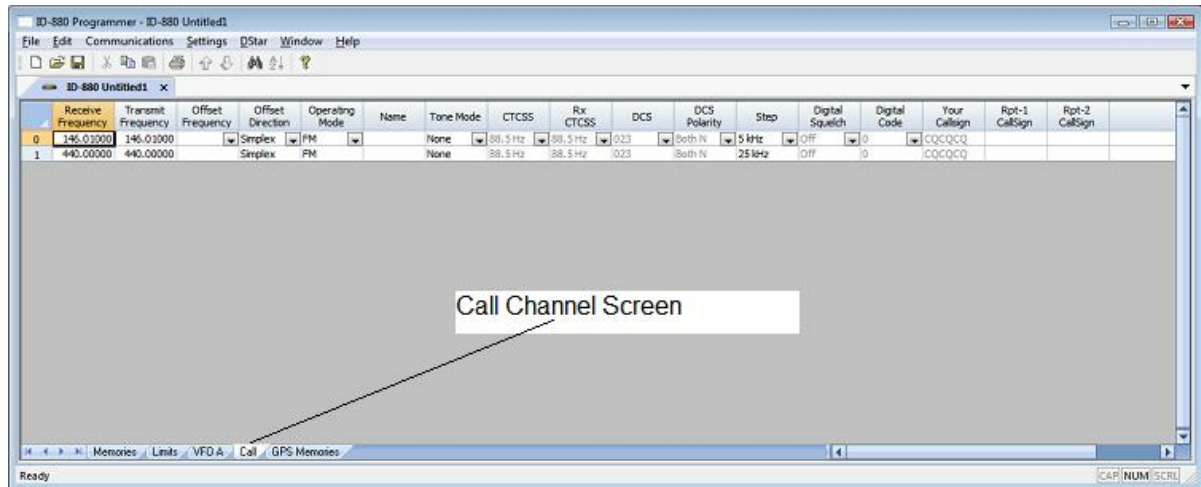 ID-880 Programmer - ID-880 Untitled1
File Edit Communications Settings DStar Window Help
ID-880 Untitled1 x
Receive Frequency Transmit Frequency Offset Frequency Offset Direction Operating Mode Name Tone Mode CTCSS Rx CTCSS DCS DCS Polarity Step Digital Squelch Digital Code Your Callsign Rpt-1 CallSign Rpt-2 CallSign
0 146.01000 146.01000 Simplex FM None 88.5 Hz 88.5 Hz 023 Both N 5 kHz Off 0 CQCQCQ
1 440.00000 440.00000 Simplex FM None 88.5 Hz 88.5 Hz 023 Both N 25 kHz Off 0 CQCQCQ
Call Channel Screen
Memories Limits VFO A Call GPS Memories
Ready CAP NUM SCRL